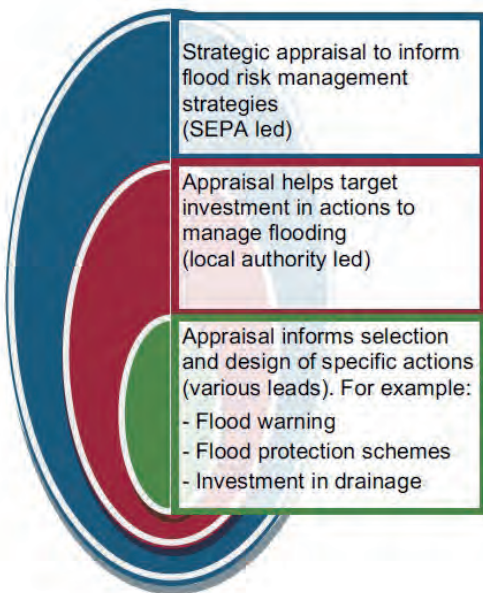 Strategic appraisal to inform
flood risk management
strategies
(SEPA led)
Appraisal helps target
investment in actions to
manage flooding
(local authority led)
Appraisal informs selection
and design of specific actions
(various leads). For example:
- Flood warning
- Flood protection schemes
- Investment in drainage